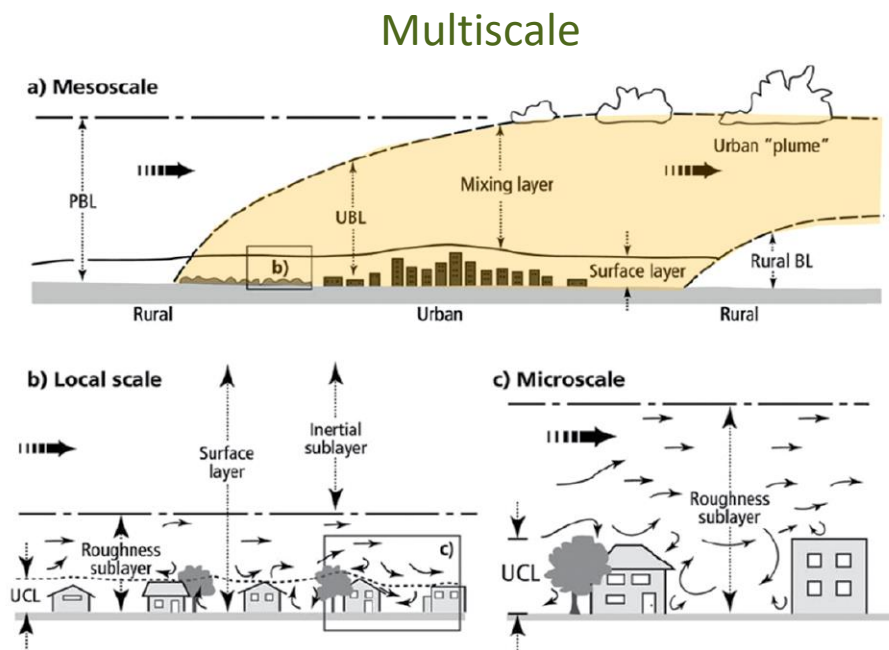 Multiscale
a) Mesoscale
Urban "plume"
PBL
UBL
Mixing layer
b)
Surface layer
Rural BL
Rural
Urban
Rural
b) Local scale
Surface
layer
Inertial
sublayer
Roughness
sublayer
UCL
c)
c) Microscale
Roughness
sublayer
UCL